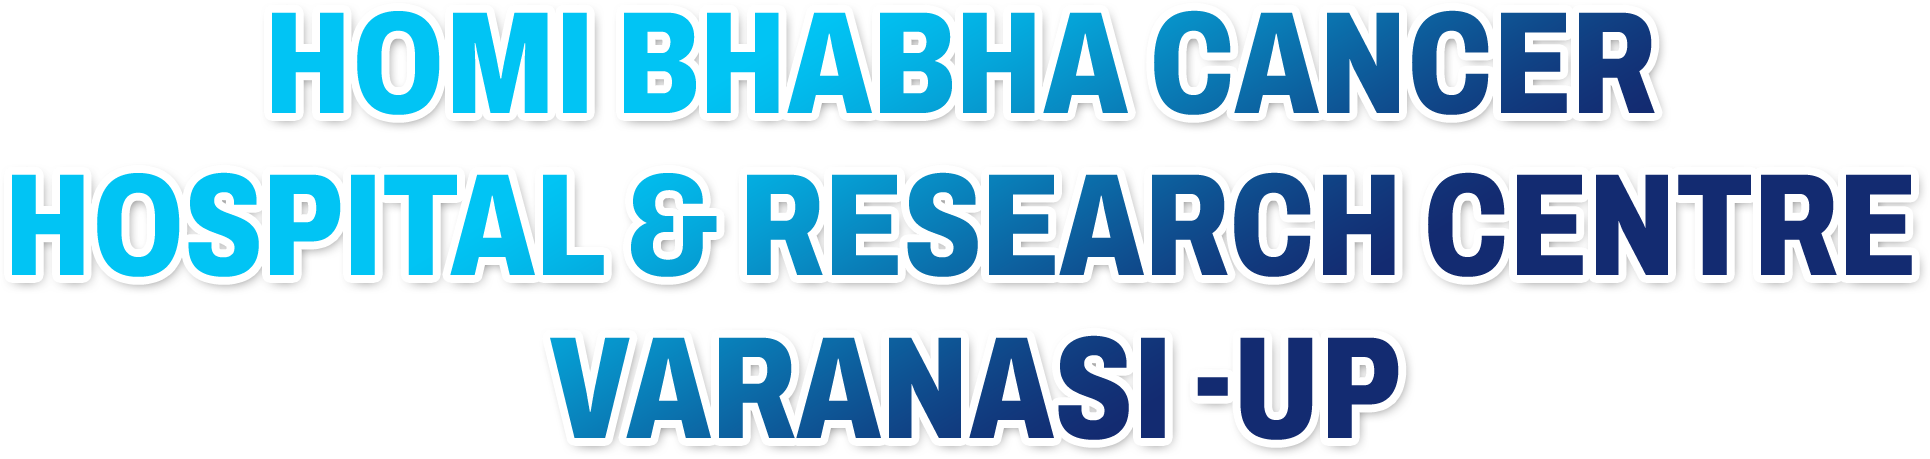 HOMI BHABHA CANCER
HOSPITAL & RESEARCH CENTRE
VARANASI -UP